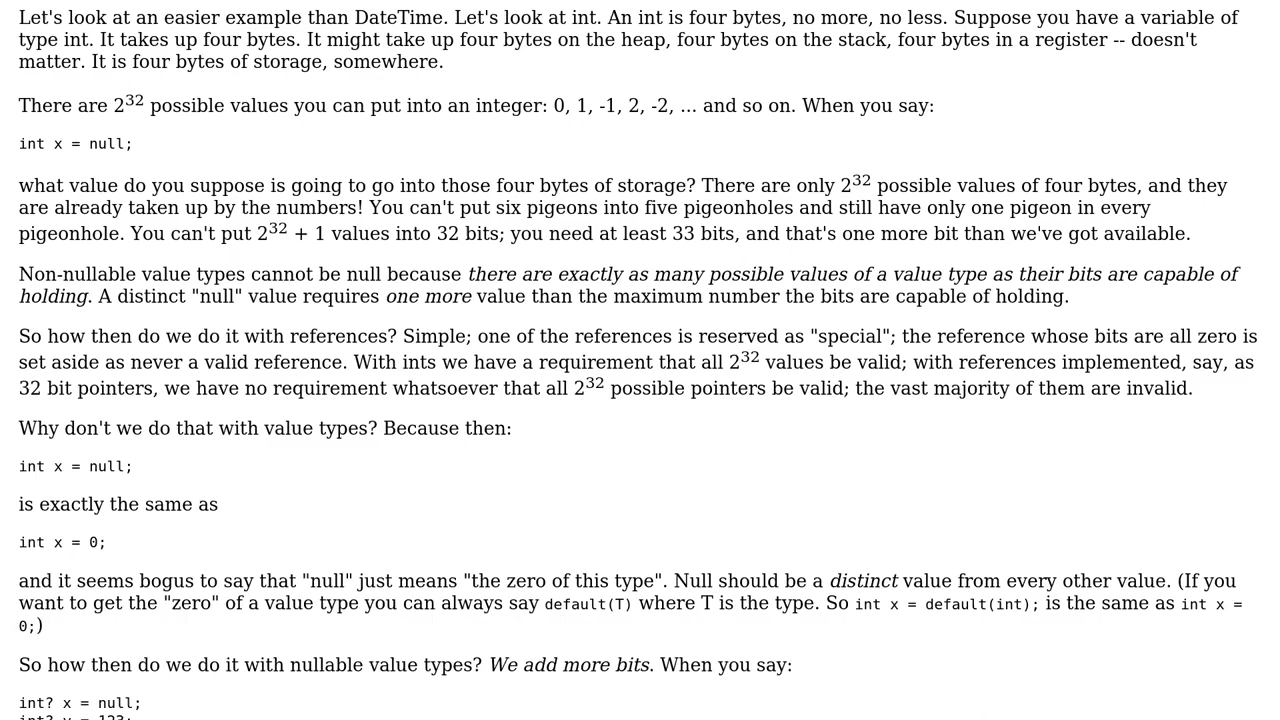 Let's look at an easier example than DateTime. Let's look at int. An int is four bytes, no more, no less. Suppose you have a variable of
type int. It takes up four bytes. It might take up four bytes on the heap, four bytes on the stack, four bytes in a register -- doesn't
matter. It is four bytes of storage, somewhere.
There are 2³² possible values you can put into an integer: 0, 1, -1, 2, -2, ... and so on. When you say:
int x = null;
what value do you suppose is going to go into those four bytes of storage? There are only 2³² possible values of four bytes, and they
are already taken up by the numbers! You can't put six pigeons into five pigeonholes and still have only one pigeon in every
pigeonhole. You can't put 2³² + 1 values into 32 bits; you need at least 33 bits, and that's one more bit than we've got available.
Non-nullable value types cannot be null because there are exactly as many possible values of a value type as their bits are capable of
holding. A distinct "null" value requires one more value than the maximum number the bits are capable of holding.
So how then do we do it with references? Simple; one of the references is reserved as "special"; the reference whose bits are all zero is
set aside as never a valid reference. With ints we have a requirement that all 2³² values be valid; with references implemented, say, as
32 bit pointers, we have no requirement whatsoever that all 2³² possible pointers be valid; the vast majority of them are invalid.
Why don't we do that with value types? Because then:
int x = null;
is exactly the same as
int x = 0;
and it seems bogus to say that "null" just means "the zero of this type". Null should be a distinct value from every other value. (If you
want to get the "zero" of a value type you can always say default(T) where T is the type. So int x = default(int); is the same as int x =
0;)
So how then do we do it with nullable value types? We add more bits. When you say:
int? x = null;
int? y = 123;